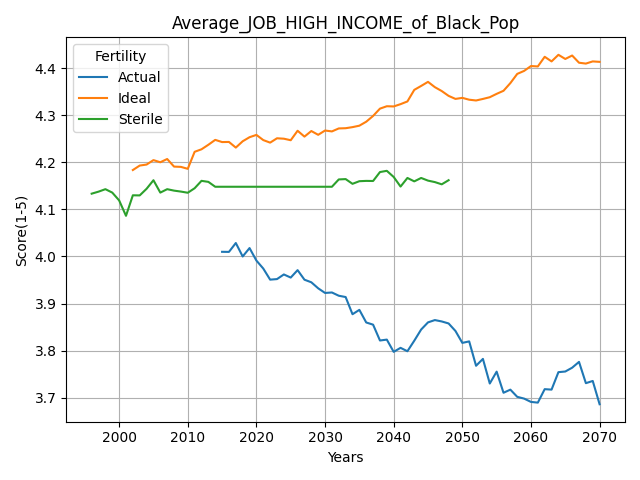 Average_JOB_HIGH_INCOME_of_Black_Pop
Fertility
Actual
Ideal
Sterile
Score(1-5)
4.4
4.3
4.2
4.1
4.0
3.9
3.8
3.7
2000 2010 2020 2030 2040 2050 2060 2070
Years